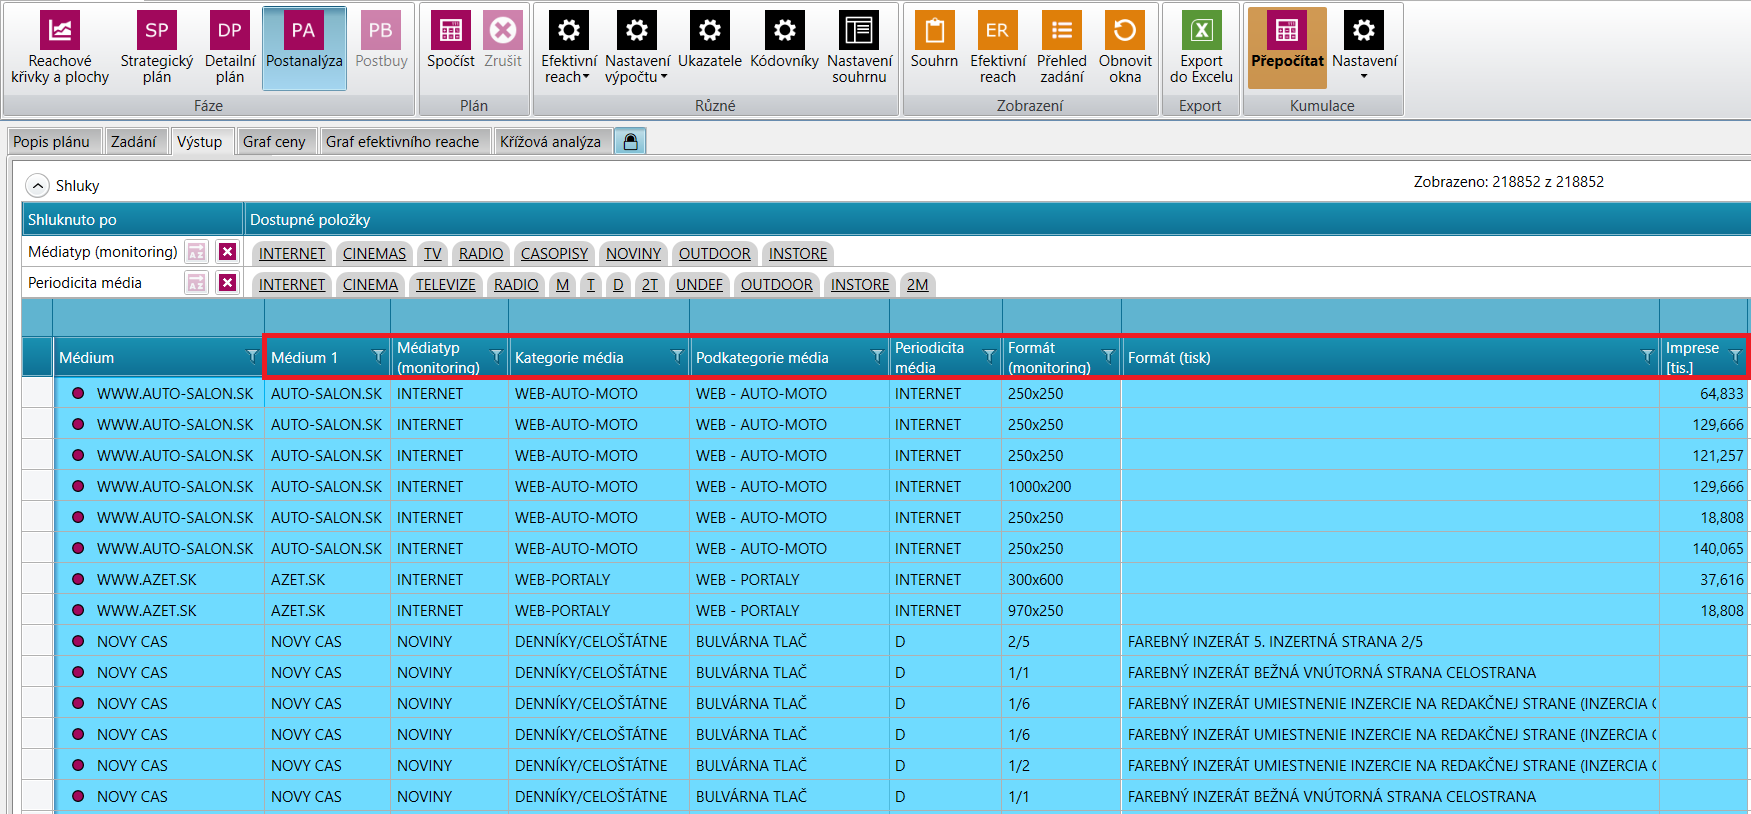 Reachové křivky a plochy
SP Strategický plán
DP Detailní plán
PA Postanalýza
PB Postbuy
Spočíst
Zrušit
Efektivní reach
Nastavení výpočtu
Ukazatele
Kódovníky
Nastavení souhrnu
Souhrn
ER Efektivní reach
Přehled zadání
Obnovit okna
X Export do Excelu
Přepočítat
Nastavení
Fáze Plán Různé Zobrazení Export Kumulace
Popis plánu Zadání Výstup Graf ceny Graf efektivního reache Křížová analýza
Shluky Zobrazeno: 218852 z 218852
Shluknuto po Dostupné položky
Médiatyp (monitoring) AZ INTERNET CINEMAS TV RADIO CASOPISY NOVINY OUTDOOR INSTORE
Periodicita média AZ INTERNET CINEMA TELEVIZE RADIO M T D 2T UNDEF OUTDOOR INSTORE 2M
Médium Médium 1 Médiatyp (monitoring) Kategorie média Podkategorie média Periodicita média Formát (monitoring) Formát (tisk) Imprese [tis.]
WWW.AUTO-SALON.SK AUTO-SALON.SK INTERNET WEB-AUTO-MOTO WEB - AUTO-MOTO INTERNET 250x250 64,833
WWW.AUTO-SALON.SK AUTO-SALON.SK INTERNET WEB-AUTO-MOTO WEB - AUTO-MOTO INTERNET 250x250 129,666
WWW.AUTO-SALON.SK AUTO-SALON.SK INTERNET WEB-AUTO-MOTO WEB - AUTO-MOTO INTERNET 250x250 121,257
WWW.AUTO-SALON.SK AUTO-SALON.SK INTERNET WEB-AUTO-MOTO WEB - AUTO-MOTO INTERNET 1000x200 129,666
WWW.AUTO-SALON.SK AUTO-SALON.SK INTERNET WEB-AUTO-MOTO WEB - AUTO-MOTO INTERNET 250x250 18,808
WWW.AUTO-SALON.SK AUTO-SALON.SK INTERNET WEB-AUTO-MOTO WEB - AUTO-MOTO INTERNET 250x250 140,065
WWW.AZET.SK AZET.SK INTERNET WEB-PORTALY WEB - PORTALY INTERNET 300x600 37,616
WWW.AZET.SK AZET.SK INTERNET WEB-PORTALY WEB - PORTALY INTERNET 970x250 18,808
NOVY CAS NOVY CAS NOVINY DENNÍKY/CELOŠTÁTNE BULVÁRNA TLAČ D 2/5 FAREBNÝ INZERÁT 5. INZERTNÁ STRANA 2/5
NOVY CAS NOVY CAS NOVINY DENNÍKY/CELOŠTÁTNE BULVÁRNA TLAČ D 1/1 FAREBNÝ INZERÁT BEŽNÁ VNÚTORNÁ STRANA CELOSTRANA
NOVY CAS NOVY CAS NOVINY DENNÍKY/CELOŠTÁTNE BULVÁRNA TLAČ D 1/6 FAREBNÝ INZERÁT UMIESTNENIE INZERCIE NA REDAKČNEJ STRANE (INZERCIA
NOVY CAS NOVY CAS NOVINY DENNÍKY/CELOŠTÁTNE BULVÁRNA TLAČ D 1/6 FAREBNÝ INZERÁT UMIESTNENIE INZERCIE NA REDAKČNEJ STRANE (INZERCIA
NOVY CAS NOVY CAS NOVINY DENNÍKY/CELOŠTÁTNE BULVÁRNA TLAČ D 1/2 FAREBNÝ INZERÁT UMIESTNENIE INZERCIE NA REDAKČNEJ STRANE (INZERCIA
NOVY CAS NOVY CAS NOVINY DENNÍKY/CELOŠTÁTNE BULVÁRNA TLAČ D 1/1 FAREBNÝ INZERÁT BEŽNÁ VNÚTORNÁ STRANA CELOSTRANA